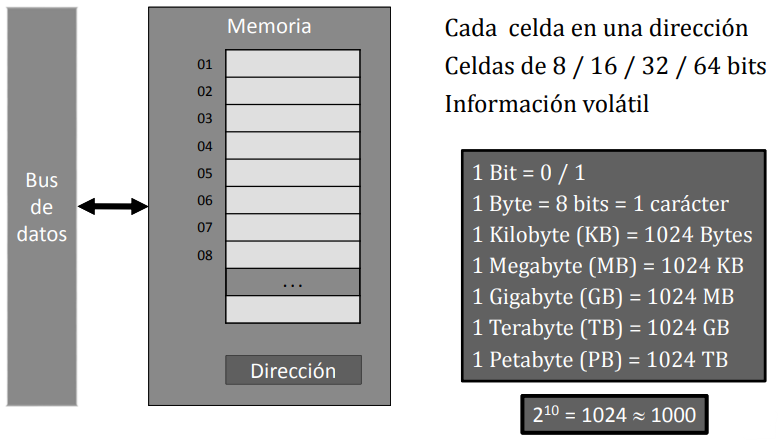 Bus
de
datos
Memoria
01
02
03
04
05
06
07
08
...
Dirección
Cada celda en una dirección
Celdas de 8 / 16 / 32 / 64 bits
Información volátil
1 Bit = 0 / 1
1 Byte = 8 bits = 1 carácter
1 Kilobyte (KB) = 1024 Bytes
1 Megabyte (MB) = 1024 KB
1 Gigabyte (GB) = 1024 MB
1 Terabyte (TB) = 1024 GB
1 Petabyte (PB) = 1024 TB
2¹⁰ = 1024 ≈ 1000